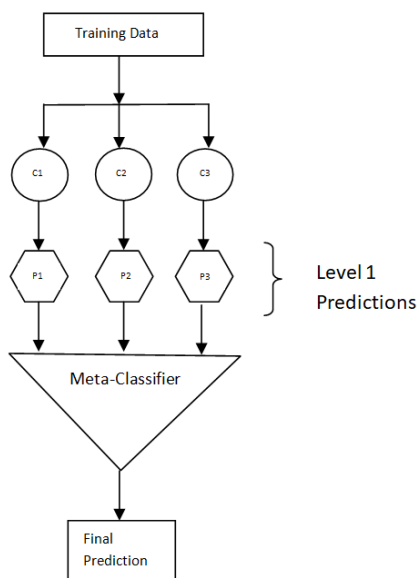 Training Data
C1
C2
C3
P1
P2
P3
Level 1
Predictions
Meta-Classifier
Final
Prediction